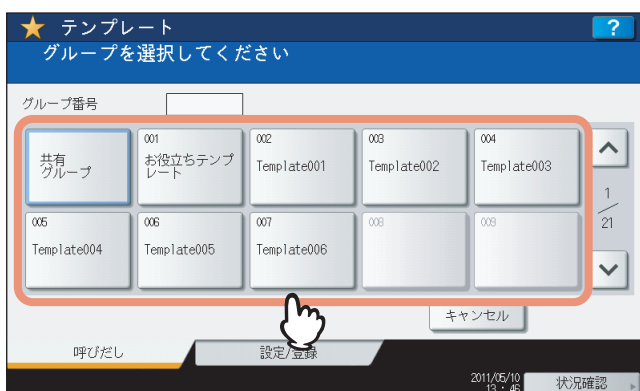 テンプレート
?
グループを選択してください
グループ番号
共有
グループ
001
お役立ちテンプ
レート
002
Template001
003
Template002
004
Template003
005
Template004
006
Template005
007
Template006
008
009
1
21
キャンセル
呼びだし
設定/登録
2011/05/10
13:46
状況確認